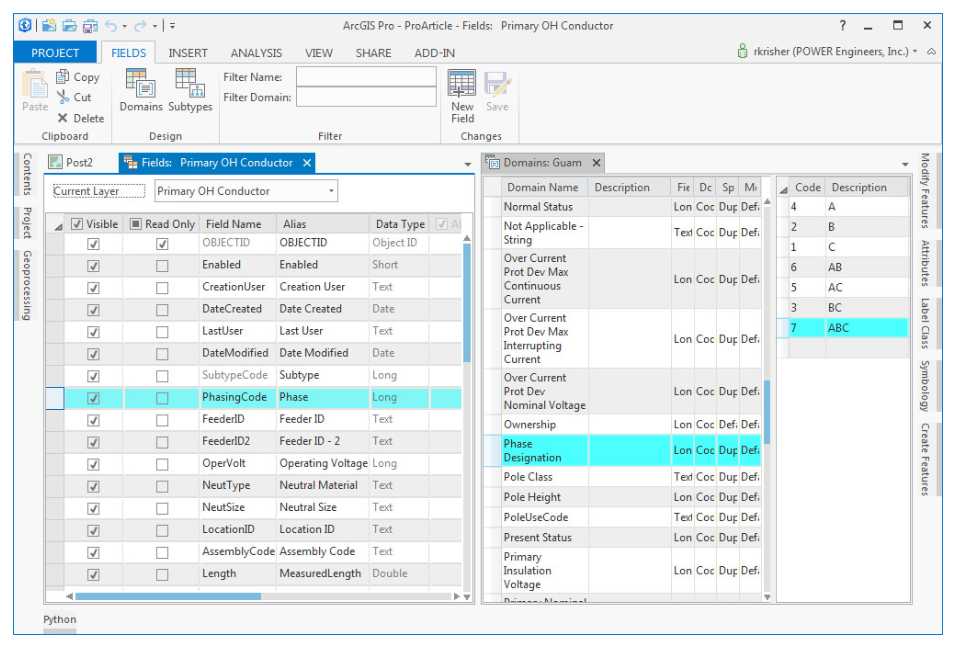 ArcGIS Pro - ProArticle - Fields: Primary OH Conductor
PROJECT FIELDS INSERT ANALYSIS VIEW SHARE ADD-IN
rkrisher (POWER Engineers, Inc.)
Paste
Copy
Cut
Delete
Clipboard
Domains Subtypes
Design
Filter Name:
Filter Domain:
Filter
New Field
Save
Changes
Contents
Project
Geoprocessing
Post2
Fields: Primary OH Conductor
Current Layer Primary OH Conductor
Visible Read Only Field Name Alias Data Type
OBJECTID OBJECTID Object ID
Enabled Enabled Short
CreationUser Creation User Text
DateCreated Date Created Date
LastUser Last User Text
DateModified Date Modified Date
SubtypeCode Subtype Long
PhasingCode Phase Long
FeederID Feeder ID Text
FeederID2 Feeder ID - 2 Text
OperVolt Operating Voltage Long
NeutType Neutral Material Text
NeutSize Neutral Size Text
LocationID Location ID Text
AssemblyCode Assembly Code Text
Length MeasuredLength Double
Domains: Guam
Domain Name Description Fie Dc Sp
Normal Status Lon Coc Dup Defa
Not Applicable -
String Text Coc Dup Defa
Over Current
Prot Dev Max
Continuous
Current Lon Coc Dup Defa
Over Current
Prot Dev Max
Interrupting
Current Lon Coc Dup Defa
Over Current
Prot Dev
Nominal Voltage Lon Coc Dup Defa
Ownership Lon Coc Defa Defa
Phase
Designation Lon Coc Dup Defa
Pole Class Text Coc Dup Defa
Pole Height Lon Coc Dup Defa
PoleUseCode Text Coc Dup Defa
Present Status Lon Coc Dup Defa
Primary
Insulation
Voltage Lon Coc Dup Defa
Primary Nominal
Code Description
4 A
2 B
1 C
6 AB
5 AC
3 BC
7 ABC
Modify Features
Attributes
Label Class
Symbology
Create Features
Python